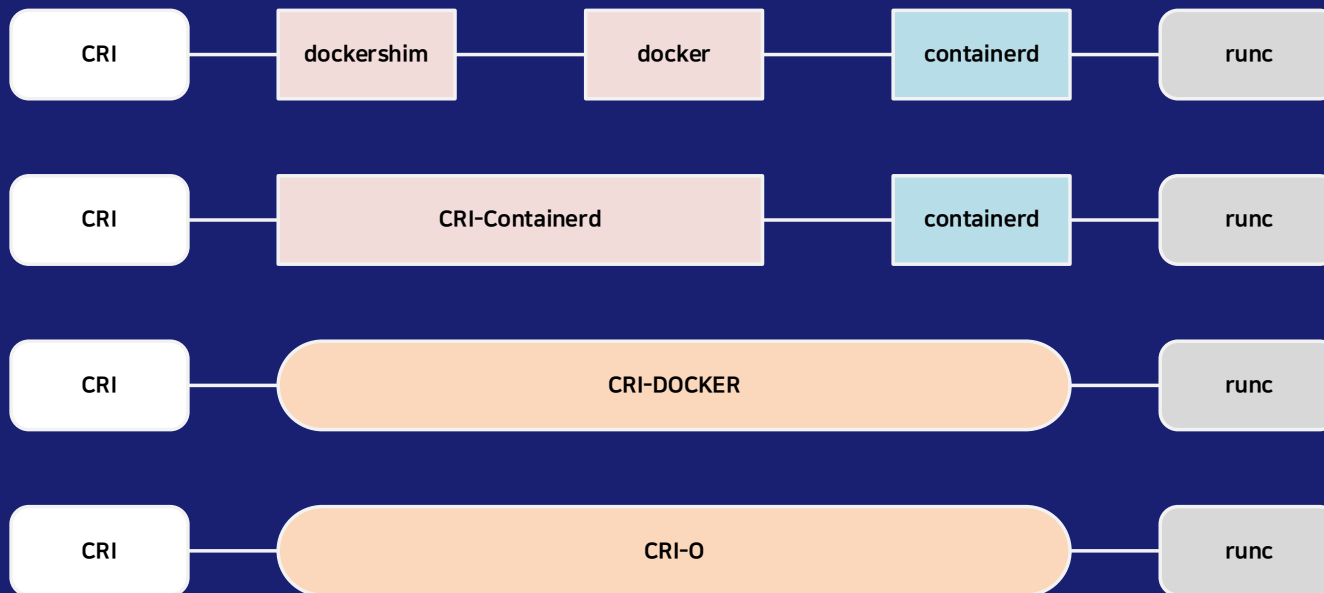 CRI dockershim docker containerd runc
CRI CRI-Containerd containerd runc
CRI CRI-DOCKER runc
CRI CRI-O runc